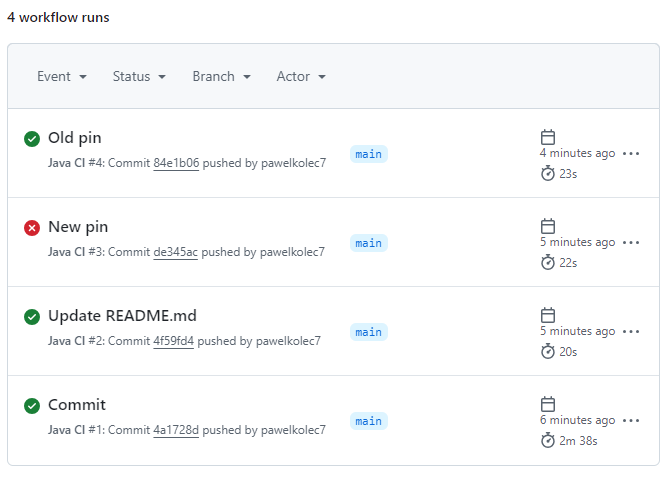 4 workflow runs
Event Status Branch Actor
Old pin
Java CI #4: Commit 84e1b06 pushed by pawelkolec7
main
4 minutes ago
23s
New pin
Java CI #3: Commit de345ac pushed by pawelkolec7
main
5 minutes ago
22s
Update README.md
Java CI #2: Commit 4f59fd4 pushed by pawelkolec7
main
5 minutes ago
20s
Commit
Java CI #1: Commit 4a1728d pushed by pawelkolec7
main
6 minutes ago
2m 38s